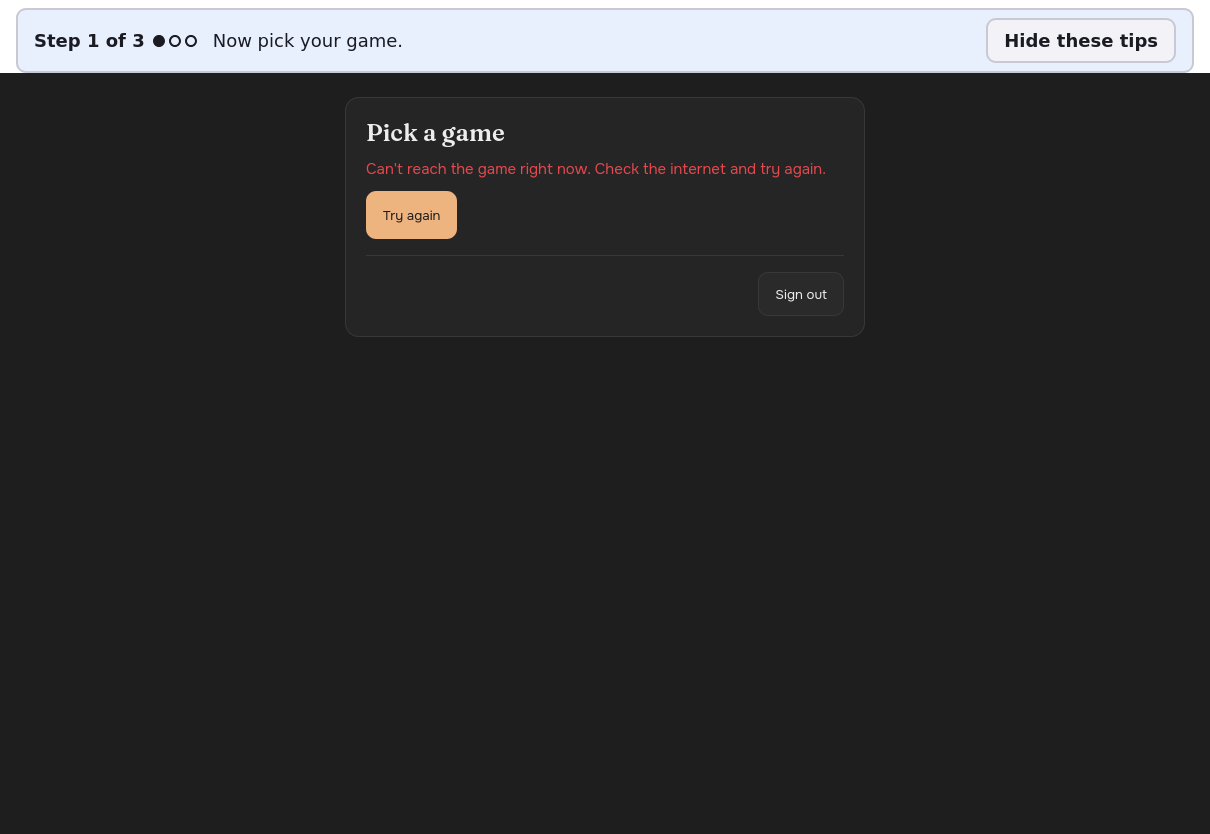 Step 1 of 3 Now pick your game. Hide these tips
Pick a game
Can't reach the game right now. Check the internet and try again.
Try again
Sign out